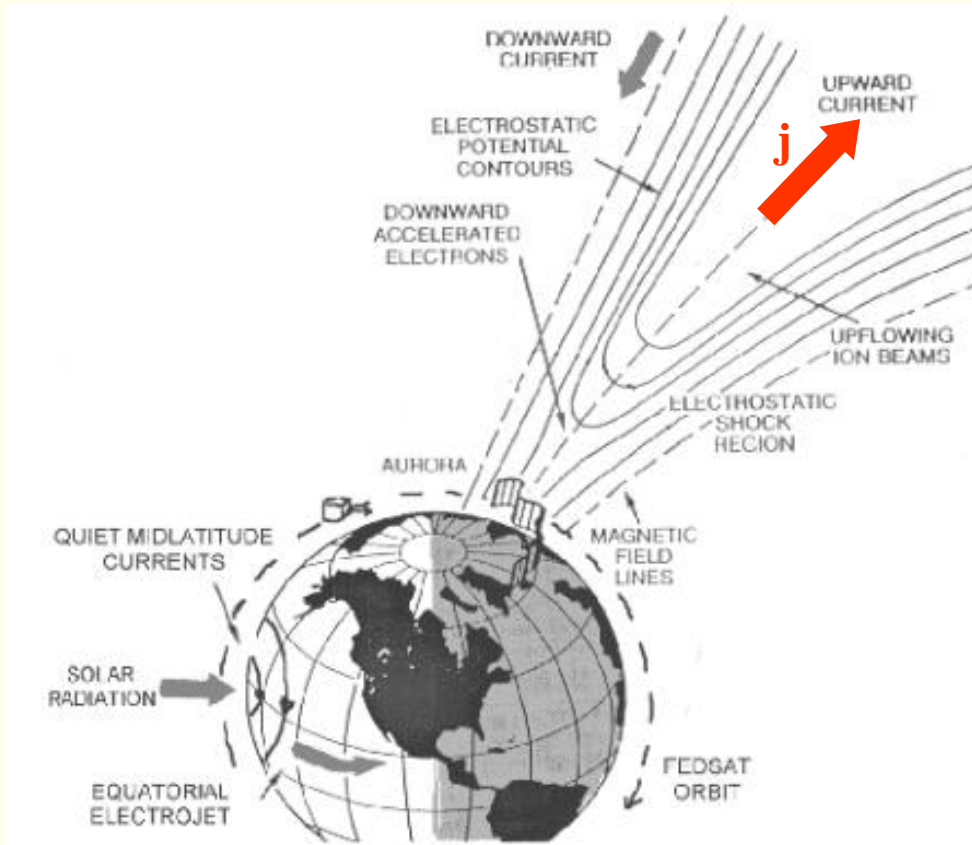 DOWNWARD
CURRENT
UPWARD
CURRENT
j
ELECTROSTATIC
POTENTIAL
CONTOURS
DOWNWARD
ACCELERATED
ELECTRONS
UPFLOWING
ION BEAMS
ELECTROSTATIC
SHOCK
REGION
AURORA
MAGNETIC
FIELD
LINES
QUIET MIDLATITUDE
CURRENTS
SOLAR
RADIATION
EQUATORIAL
ELECTROJET
FEDSAT
ORBIT